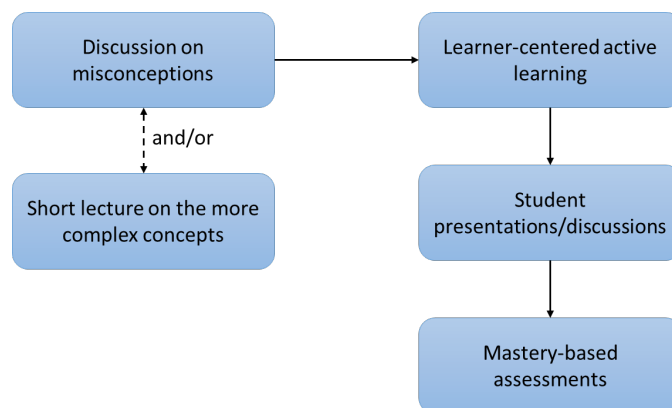 Discussion on
misconceptions
and/or
Short lecture on the more
complex concepts
Learner-centered active
learning
Student
presentations/discussions
Mastery-based
assessments